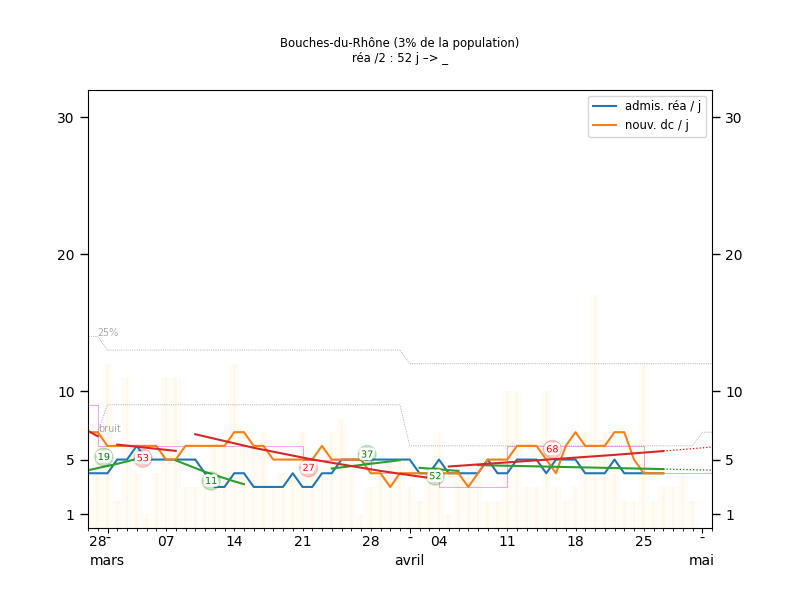 Bouches-du-Rhône (3% de la population)
réa /2 : 52 j –> _
admis. réa / j
nouv. dc / j
30 30
20 20
25%
10 10
bruit
68
37
19 53
5 5
27
52
11
1 1
28 - 07 14 21 28 - 04 11 18 25 -
mars avril mai